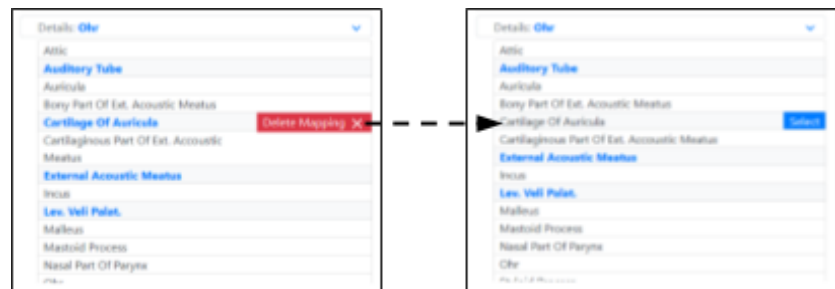 Details: Ohr
Attic
Auditory Tube
Auricula
Bony Part Of Ext. Acoustic Meatus
Cartilage Of Auricula
Delete Mapping X
Cartilaginous Part Of Ext. Accoustic
Meatus
External Acoustic Meatus
Incus
Lev. Veli Palat.
Malleus
Mastoid Process
Nasal Part Of Parynx
Ohr
Details: Ohr
Attic
Auditory Tube
Auricula
Bony Part Of Ext. Acoustic Meatus
Cartilage Of Auricula
Select
Cartilaginous Part Of Ext. Accoustic Meatus
External Acoustic Meatus
Incus
Lev. Veli Palat.
Malleus
Mastoid Process
Nasal Part Of Parynx
Ohr